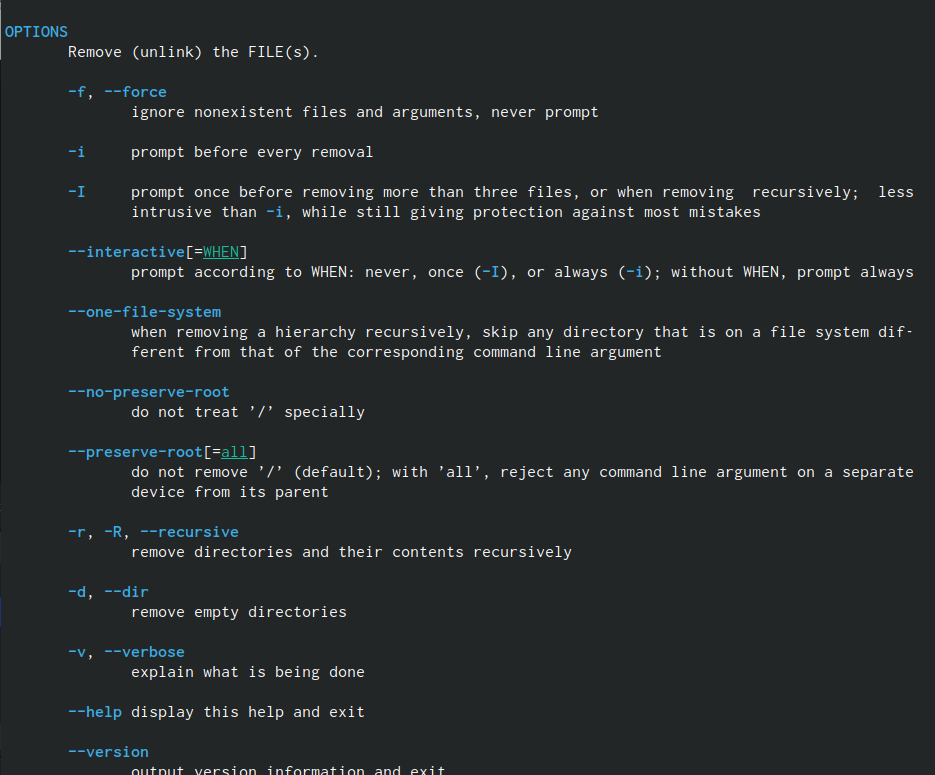 OPTIONS
Remove (unlink) the FILE(s).
-f, --force
ignore nonexistent files and arguments, never prompt
-i prompt before every removal
-I prompt once before removing more than three files, or when removing recursively; less
intrusive than -i, while still giving protection against most mistakes
--interactive[=WHEN]
prompt according to WHEN: never, once (-I), or always (-i); without WHEN, prompt always
--one-file-system
when removing a hierarchy recursively, skip any directory that is on a file system dif-
ferent from that of the corresponding command line argument
--no-preserve-root
do not treat ’/’ specially
--preserve-root[=all]
do not remove ’/’ (default); with ’all’, reject any command line argument on a separate
device from its parent
-r, -R, --recursive
remove directories and their contents recursively
-d, --dir
remove empty directories
-v, --verbose
explain what is being done
--help display this help and exit
--version
output version information and exit